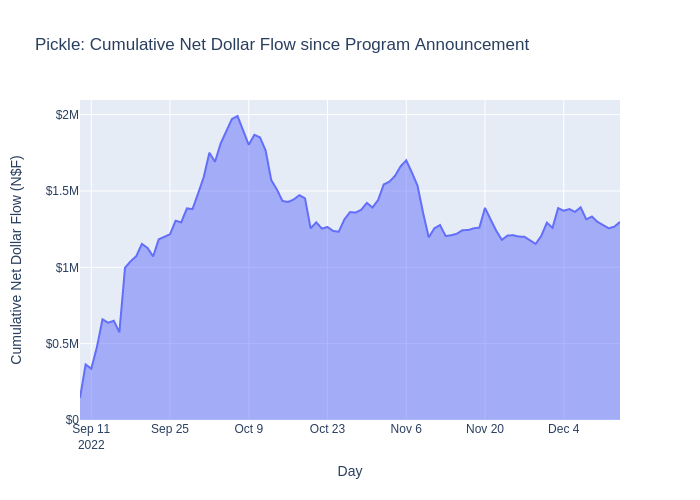 Pickle: Cumulative Net Dollar Flow since Program Announcement
Cumulative Net Dollar Flow (N$F)
$2M
$1.5M
$1M
$0.5M
$0
Sep 11 Sep 25 Oct 9 Oct 23 Nov 6 Nov 20 Dec 4
2022
Day